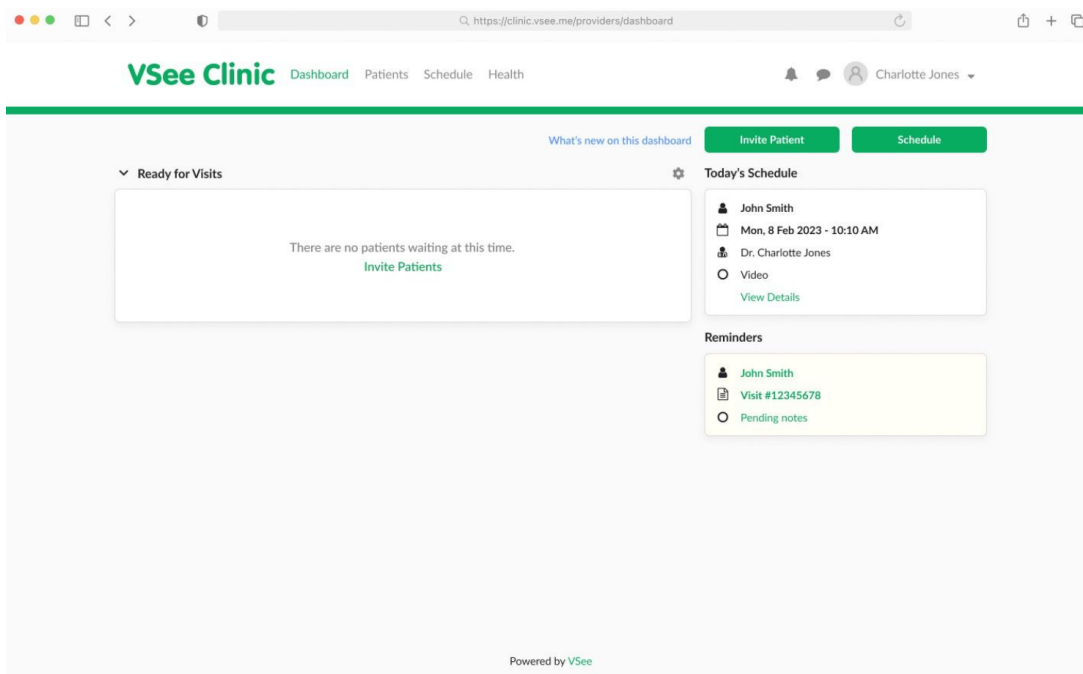 https://clinic.vsee.me/providers/dashboard
VSee Clinic Dashboard Patients Schedule Health Charlotte Jones
What's new on this dashboard Invite Patient Schedule
Ready for Visits
There are no patients waiting at this time.
Invite Patients
Today's Schedule
John Smith
Mon, 8 Feb 2023 - 10:10 AM
Dr. Charlotte Jones
Video
View Details
Reminders
John Smith
Visit #12345678
Pending notes
Powered by VSee